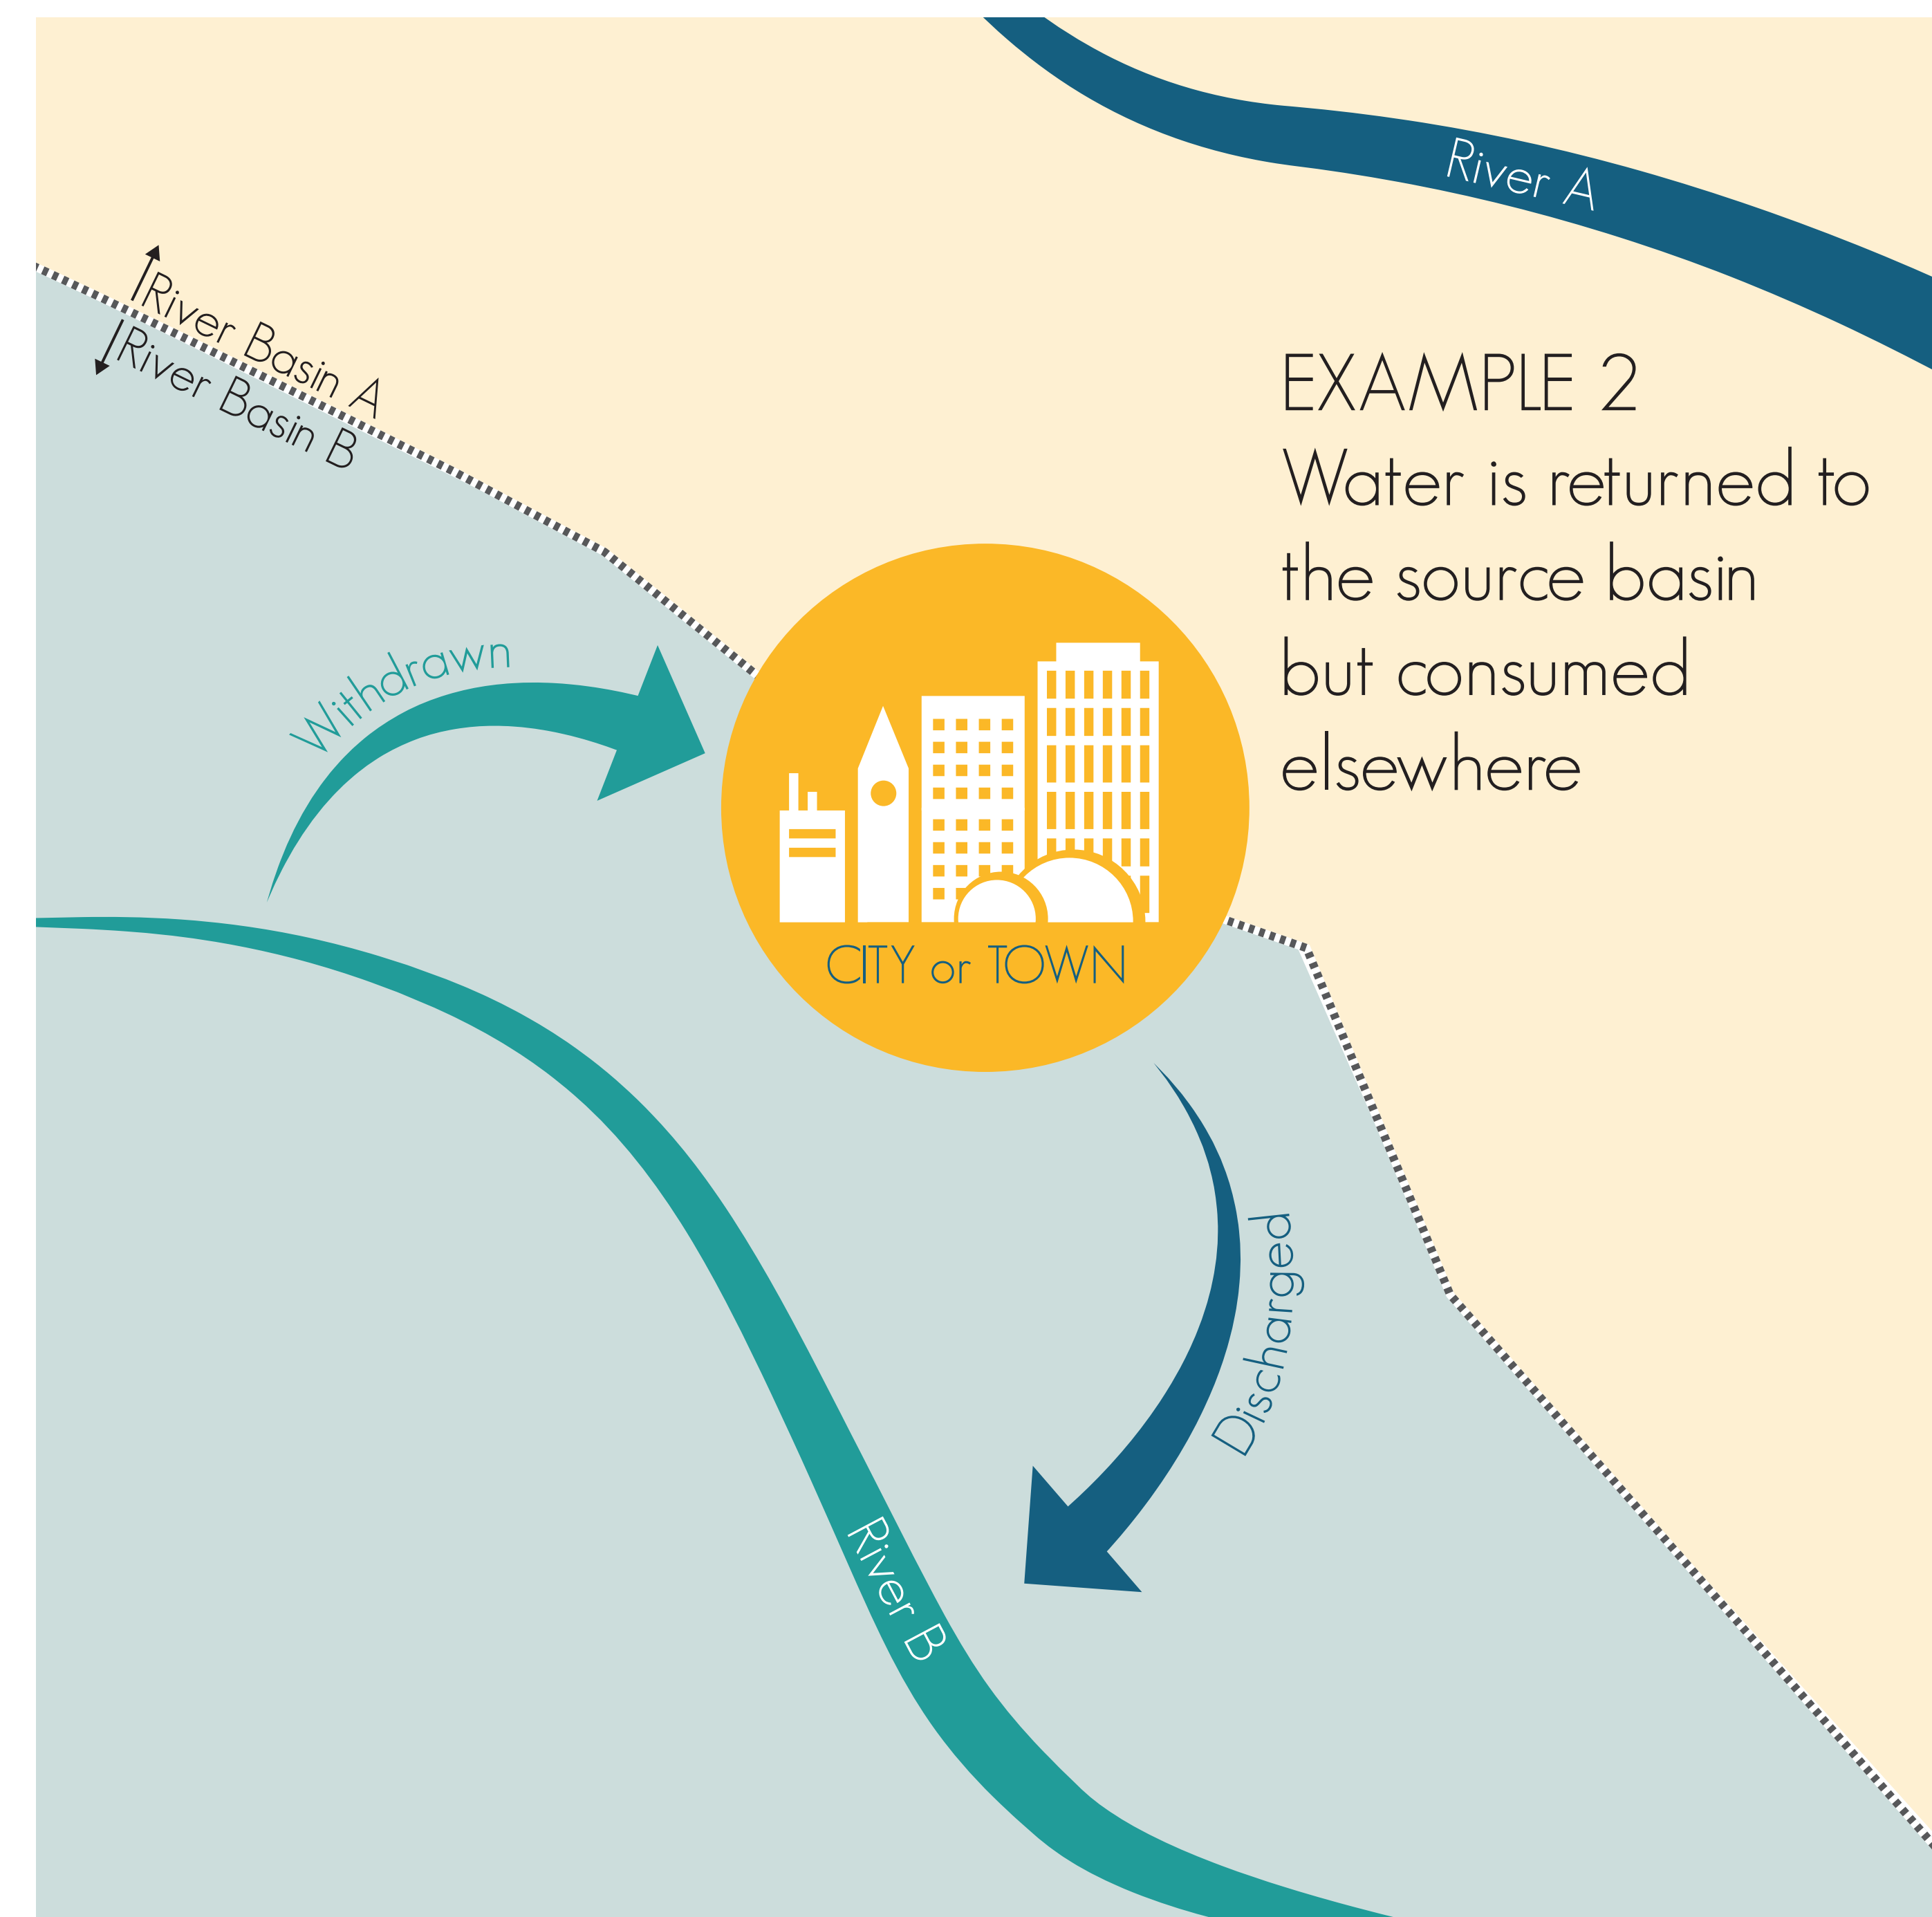 River A
River Basin A
River Basin B
EXAMPLE 2
Water is returned to
the source basin
but consumed
elsewhere
Withdrawn
CITY or TOWN
Discharged
River B